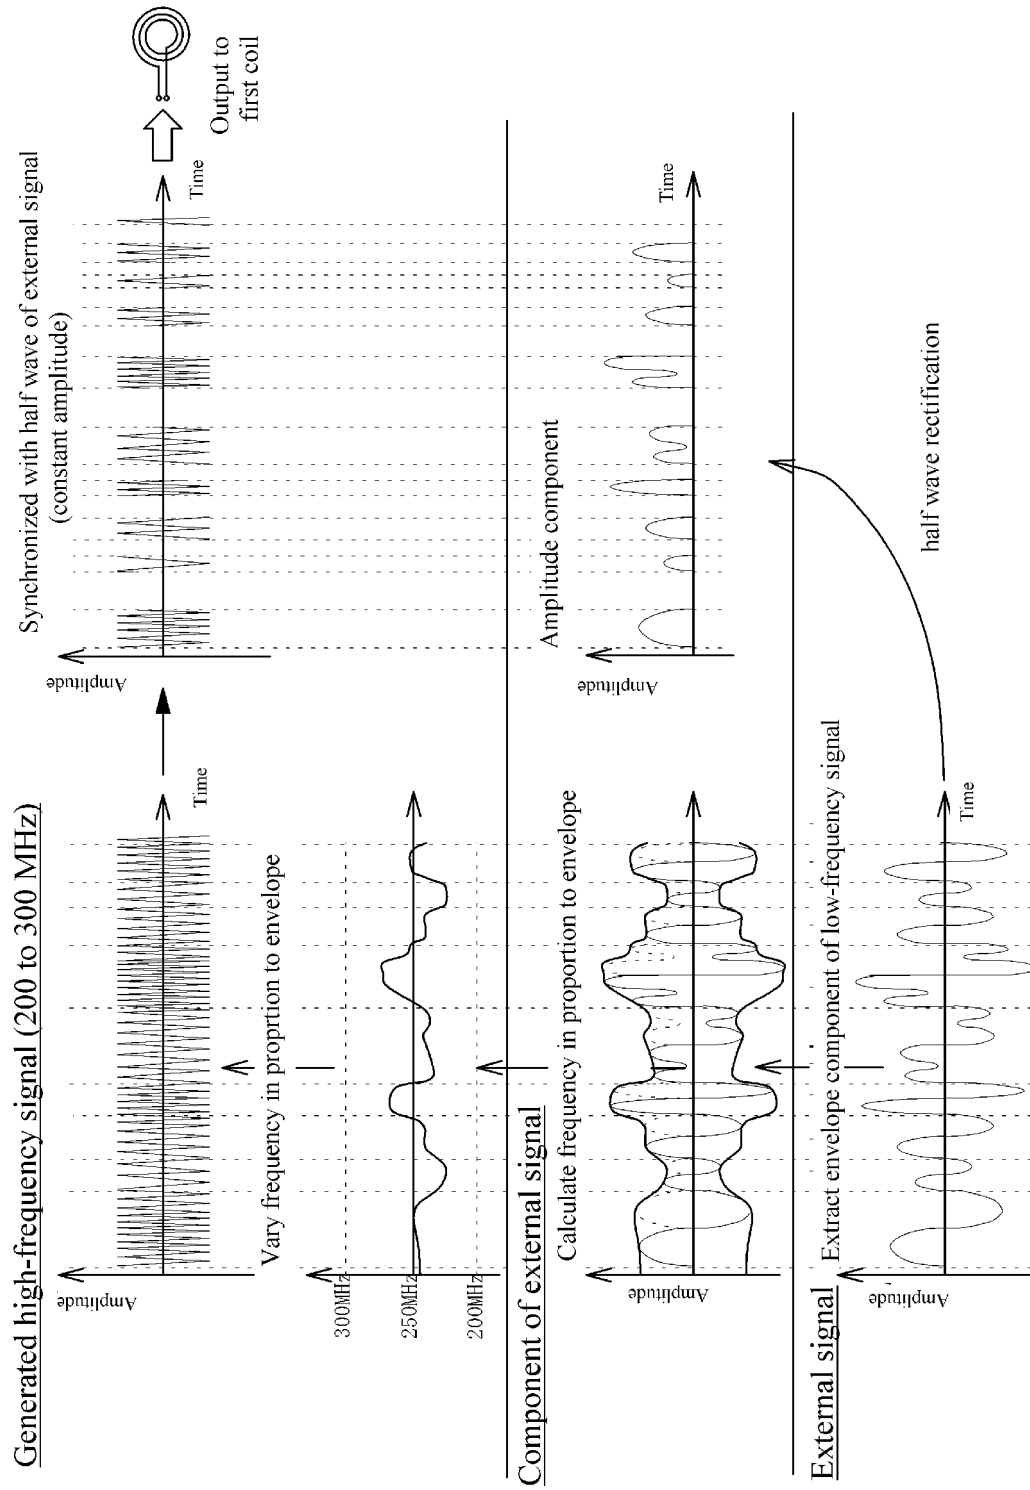 Generated high-frequency signal (200 to 300 MHz)
Amplitude
Time
Synchronized with half wave of external signal
(constant amplitude)
Amplitude
Time
Output to
first coil
Vary frequency in proprtion to envelope
300MHz
250MHz
200MHz
Component of external signal
Calculate frequency in proportion to envelope
Amplitude
Amplitude component
Amplitude
Time
External signal
Extract envelope component of low-frequency signal
Amplitude
Time
half wave rectification